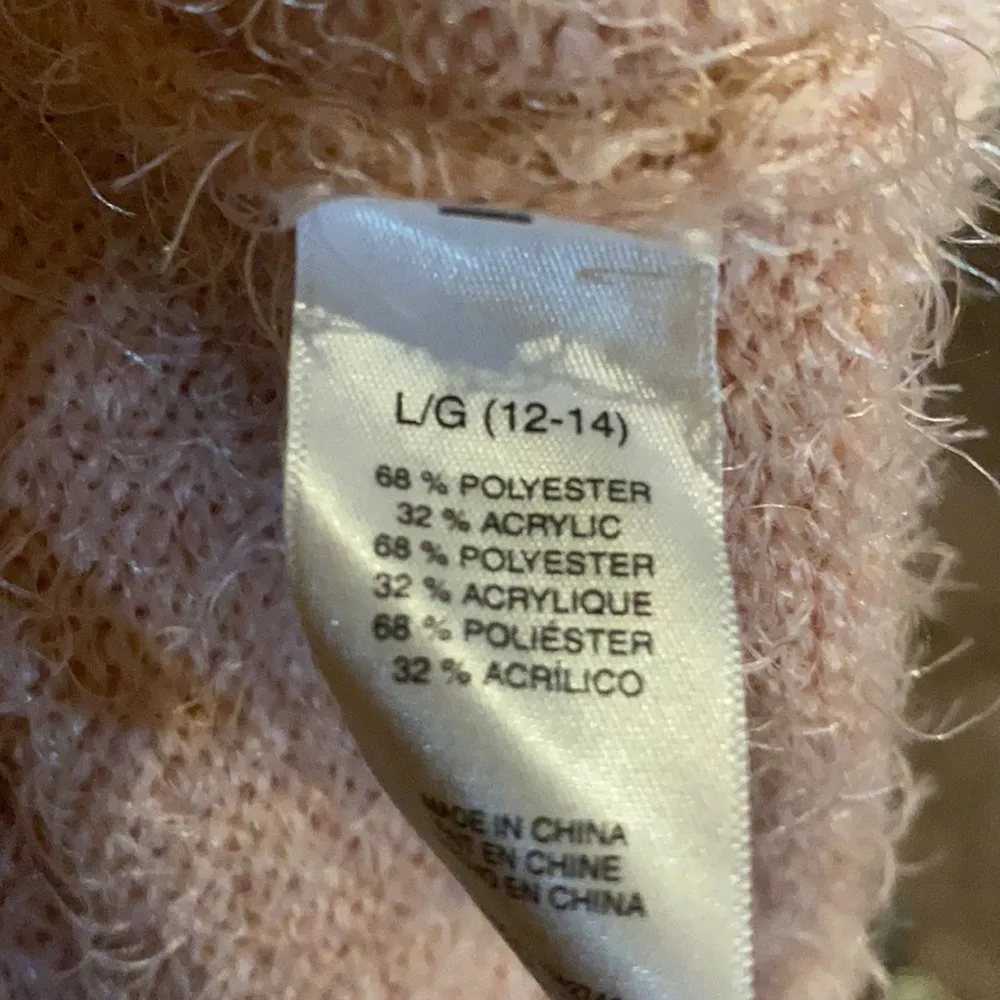 L/G (12-14)
68 % POLYESTER
32 % ACRYLIC
68 % POLYESTER
32 % ACRYLIQUE
68 % POLIÉSTER
32 % ACRÍLICO
MADE IN CHINA
EN CHINE
EN CHINA